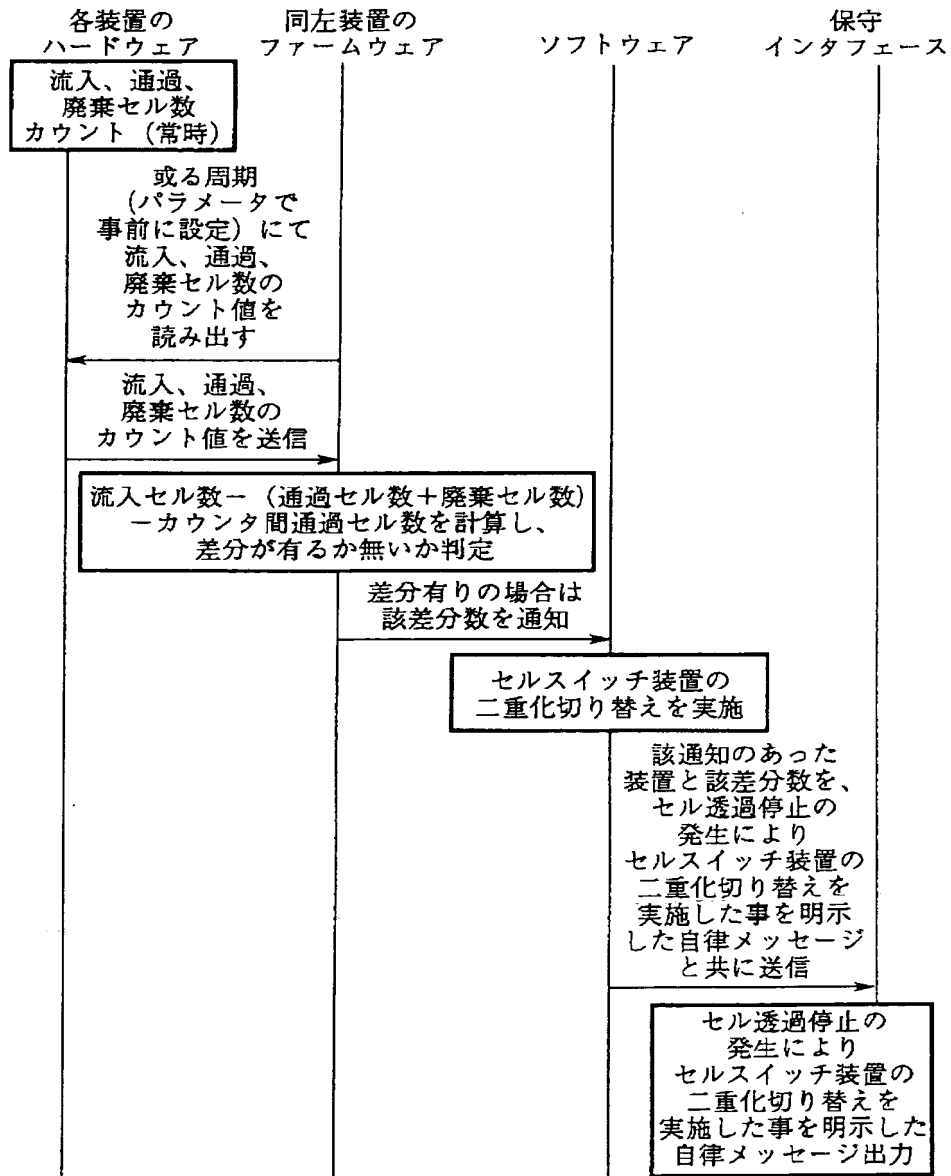 各装置の
ハードウェア
同左装置の
ファームウェア
ソフトウェア
保守
インタフェース
流入、通過、
廃棄セル数
カウント（常時）
或る周期
（パラメータで
事前に設定）にて
流入、通過、
廃棄セル数の
カウント値を
読み出す
流入、通過、
廃棄セル数の
カウント値を送信
流入セル数－（通過セル数＋廃棄セル数）
－カウンタ間通過セル数を計算し、
差分が有るか無いか判定
差分有りの場合は
該差分数を通知
セルスイッチ装置の
二重化切り替えを実施
該通知のあった
装置と該差分数を、
セル透過停止の
発生により
セルスイッチ装置の
二重化切り替えを
実施した事を明示
した自律メッセージ
と共に送信
セル透過停止の
発生により
セルスイッチ装置の
二重化切り替えを
実施した事を明示した
自律メッセージ出力